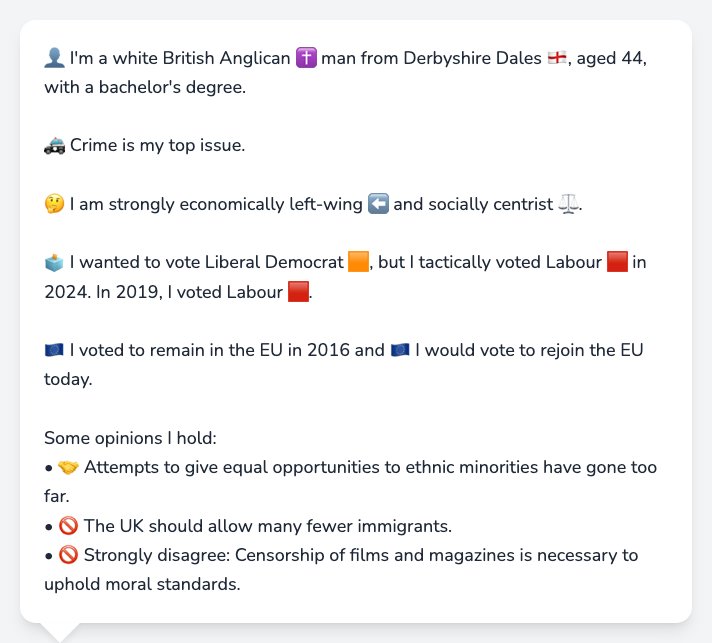 👤 I'm a white British Anglican ✝️ man from Derbyshire Dales 🏴󠁧󠁢󠁥󠁮󠁧󠁿, aged 44,
with a bachelor's degree.
🚓 Crime is my top issue.
🤔 I am strongly economically left-wing ⬅️ and socially centrist ⚖️.
🗳️ I wanted to vote Liberal Democrat 🟧, but I tactically voted Labour 🟥 in
2024. In 2019, I voted Labour 🟥.
🇪🇺 I voted to remain in the EU in 2016 and 🇪🇺 I would vote to rejoin the EU
today.
Some opinions I hold:
• 🤝 Attempts to give equal opportunities to ethnic minorities have gone too
far.
• 🚫 The UK should allow many fewer immigrants.
• 🚫 Strongly disagree: Censorship of films and magazines is necessary to
uphold moral standards.